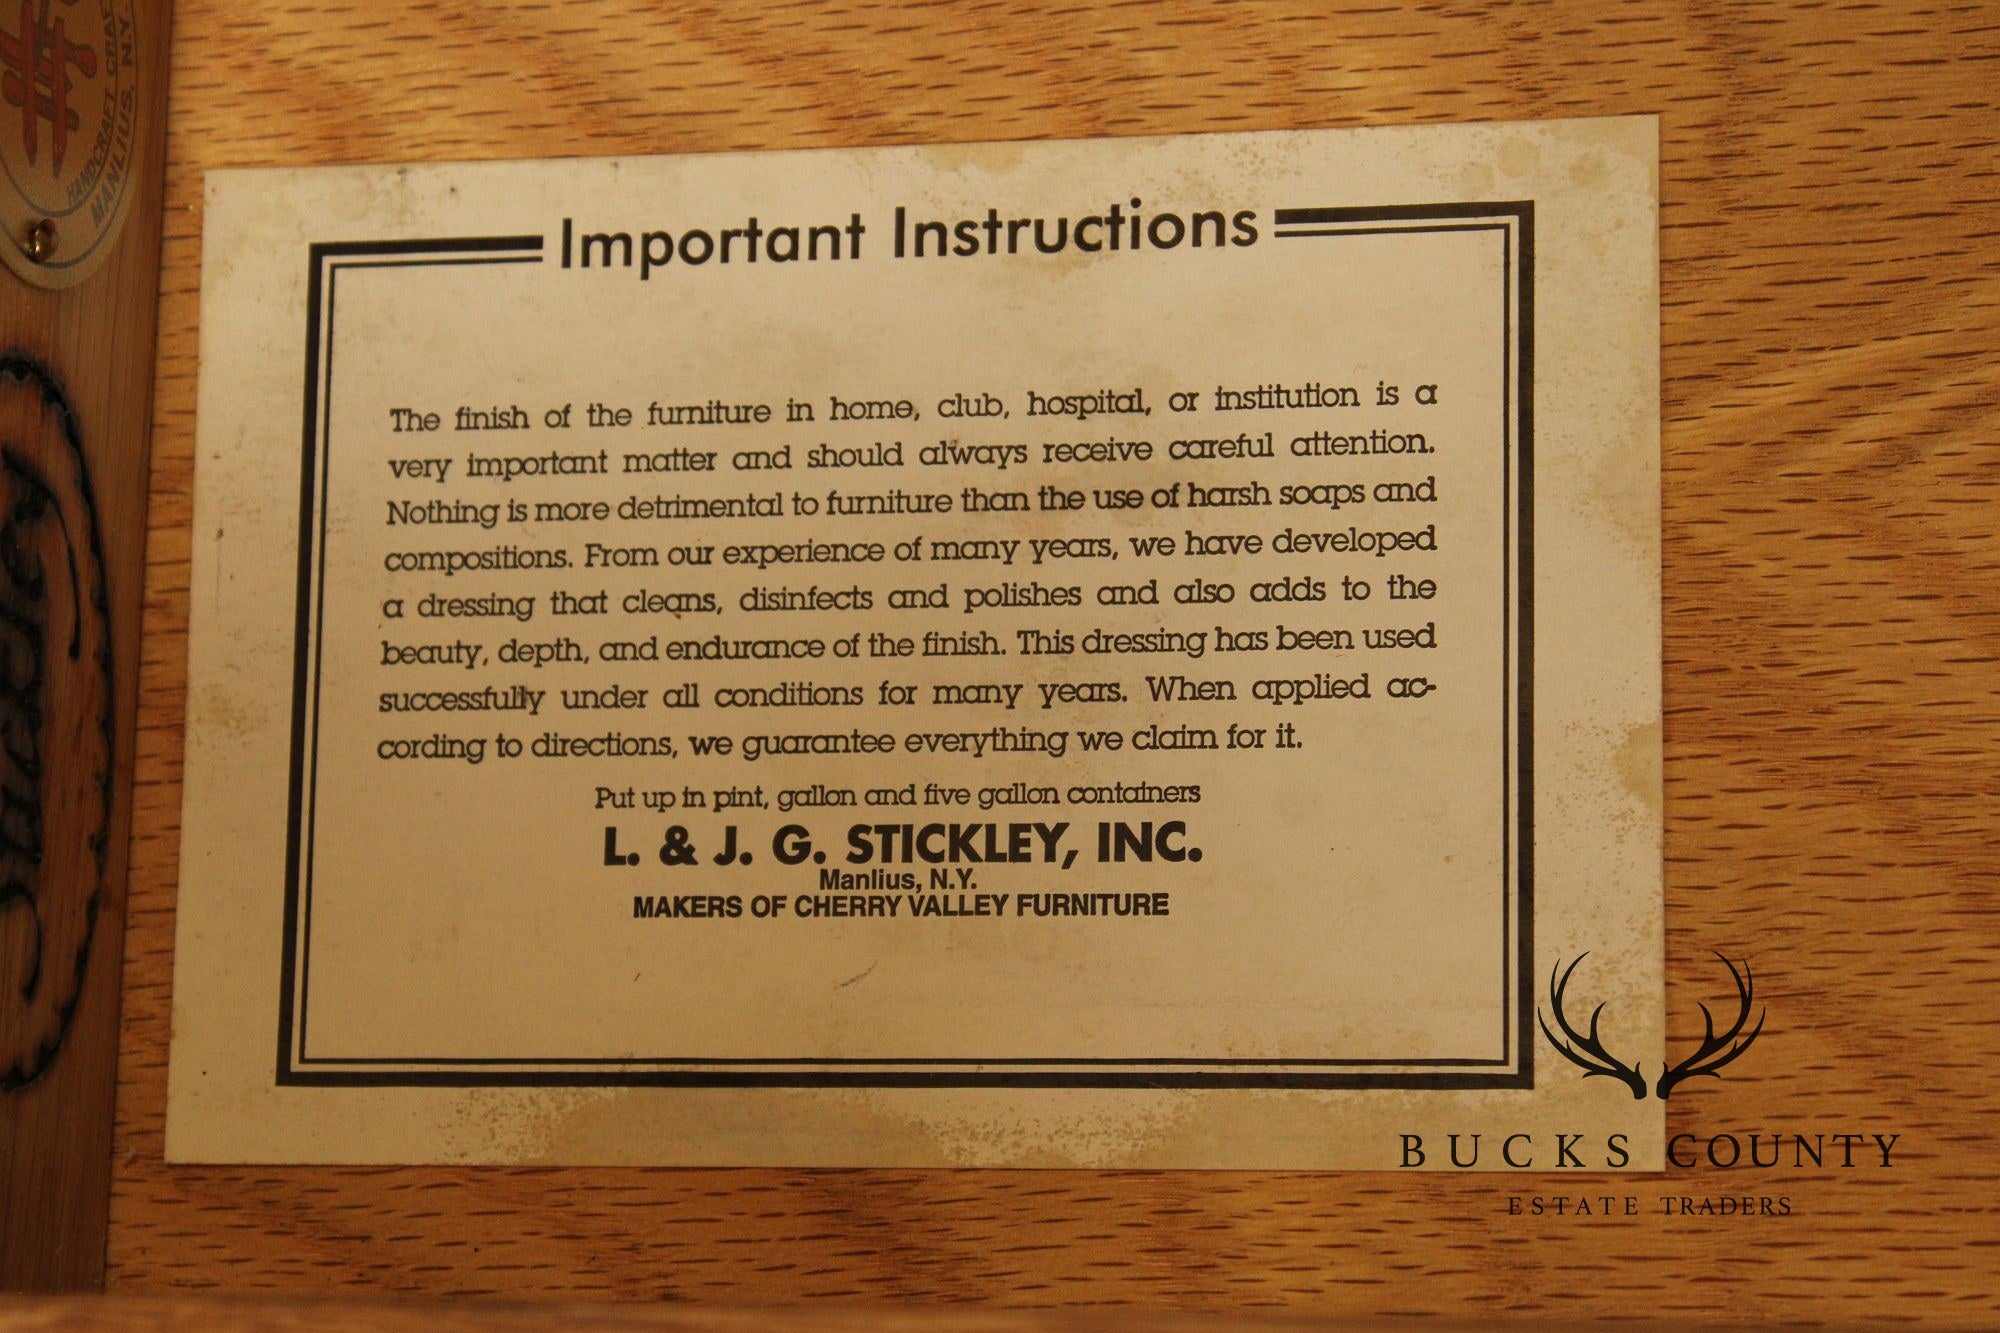 HANDCRAFT
MANLIUS, N.Y.
Important Instructions
The finish of the furniture in home, club, hospital, or institution is a
very important matter and should always receive careful attention.
Nothing is more detrimental to furniture than the use of harsh soaps and
compositions. From our experience of many years, we have developed
a dressing that cleans, disinfects and polishes and also adds to the
beauty, depth, and endurance of the finish. This dressing has been used
successfully under all conditions for many years. When applied ac-
cording to directions, we guarantee everything we claim for it.
Put up in pint, gallon and five gallon containers
L. & J. G. STICKLEY, INC.
Manlius, N.Y.
MAKERS OF CHERRY VALLEY FURNITURE
BUCKS COUNTY
ESTATE TRADERS